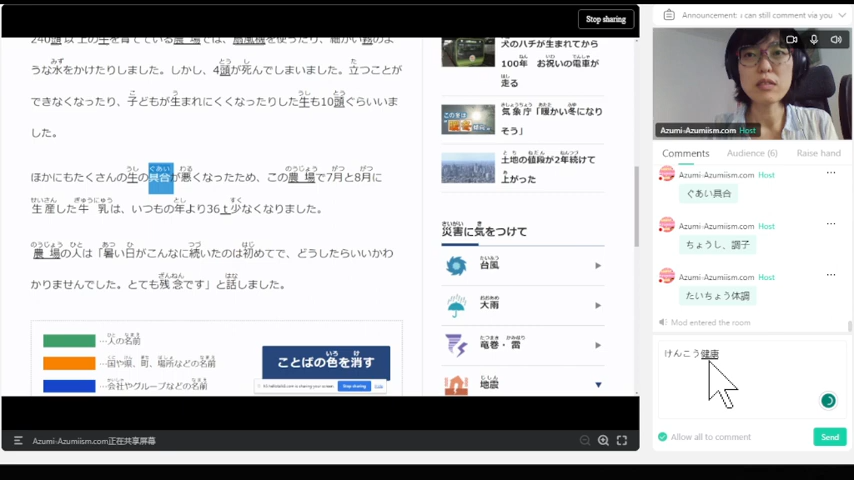 Stop sharing
Announcement: ı can still comment via you
240頭以上の牛を育てている農場では、扇風機を使ったり、細かい霧のよ
うな水をかけたりしました。しかし、4頭が死んでしまいました。立つことが
できなくなったり、子どもが生まれにくくなったりした牛も10頭ぐらいいま
した。
ほかにもたくさんの牛の具合が悪くなったため、この農場で7月と8月に
生産した牛乳は、いつもの年より36t少なくなりました。
農場の人は「暑い日がこんなに続いたのは初めてで、どうしたらいいかわ
かりませんでした。とても残念です」と話しました。
…人の名前
…国や県、町、場所などの名前
…会社やグループなどの名前
ことばの色を消す
Stop sharing
Hide
犬のハチが生まれてから
100年 お祝いの電車が
走る
気象庁「暖かい冬になり
そう」
土地の値段が2年続けて
上がった
災害に気をつけて
台風
大雨
竜巻・雷
地震
Azumi-Azumiism.com正在共享屏幕
Azumi-Azumiism.com Host
Comments
Audience (6)
Raise hand
Azumi-Azumiism.com Host
ぐあい具合
Azumi-Azumiism.com Host
ちょうし、調子
Azumi-Azumiism.com Host
たいちょう体調
Mod entered the room
けんこう健康
Allow all to comment
Send